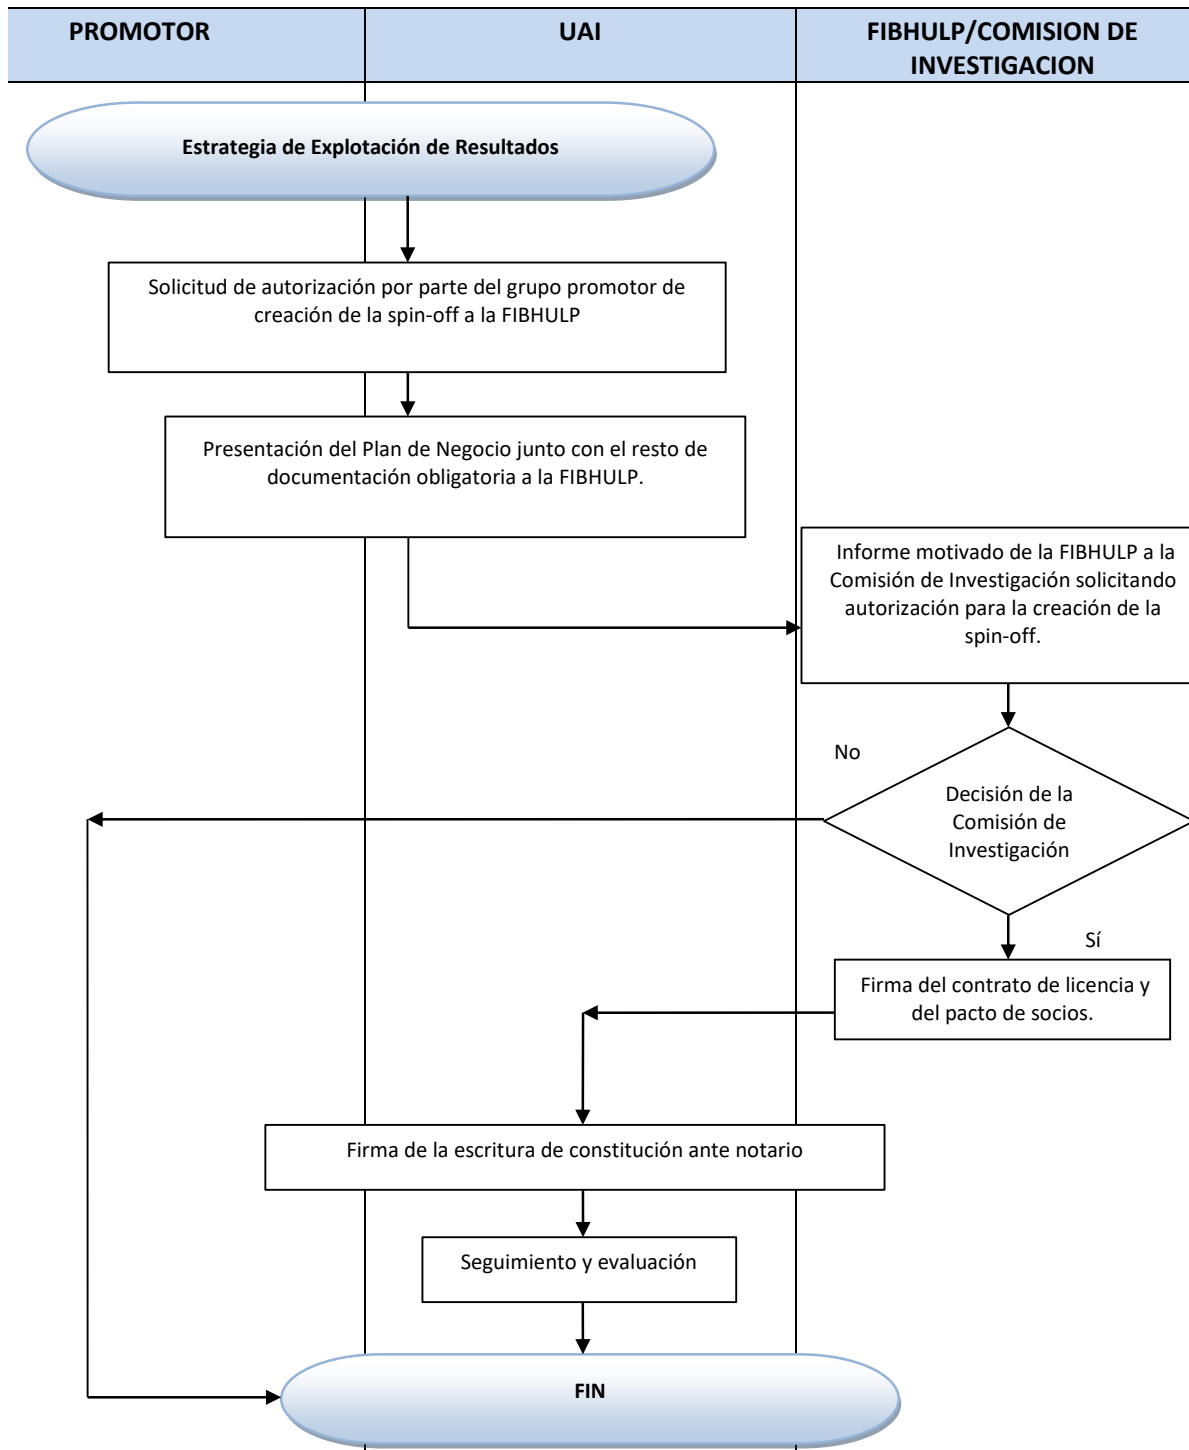 PROMOTOR
UAI
FIBHULP/COMISION DE
INVESTIGACION
Estrategia de Explotación de Resultados
Solicitud de autorización por parte del grupo promotor de
creación de la spin-off a la FIBHULP
Presentación del Plan de Negocio junto con el resto de
documentación obligatoria a la FIBHULP.
Informe motivado de la FIBHULP a la
Comisión de Investigación solicitando
autorización para la creación de la
spin-off.
No
Decisión de la
Comisión de
Investigación
Sí
Firma del contrato de licencia y
del pacto de socios.
Firma de la escritura de constitución ante notario
Seguimiento y evaluación
FIN